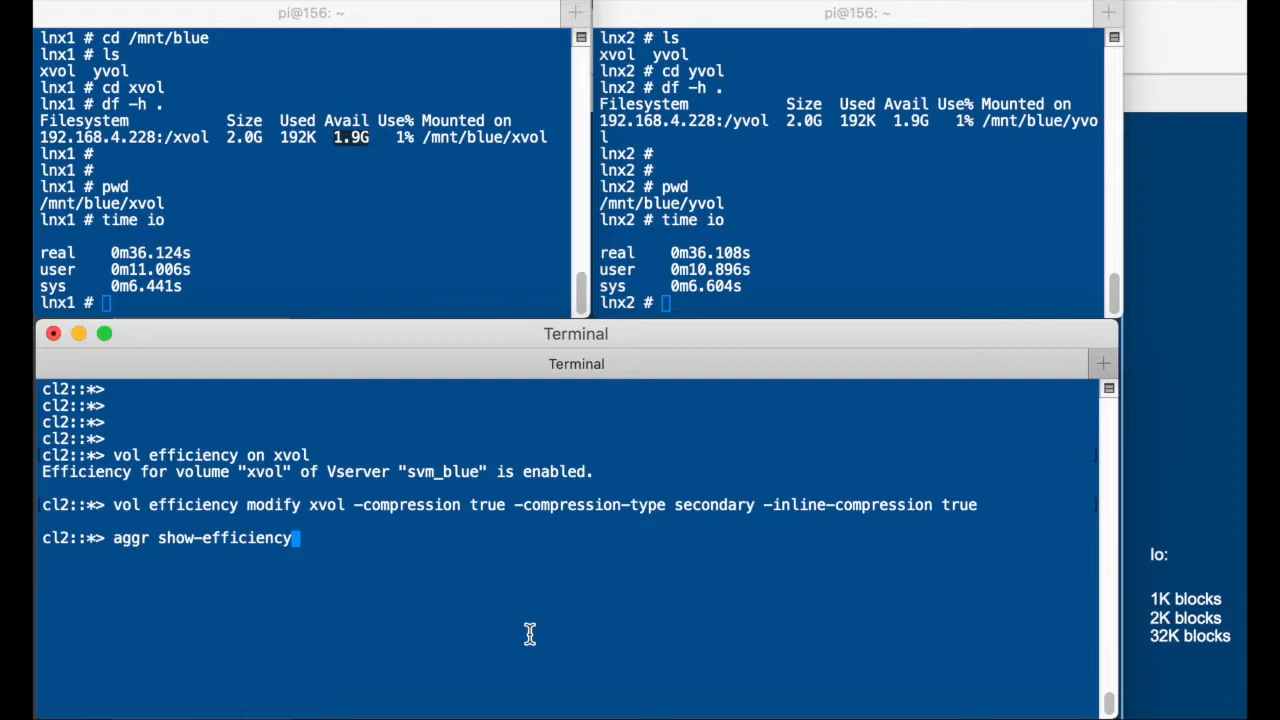 pi@156: ~
lnx1 # cd /mnt/blue
lnx1 # ls
xvol  yvol
lnx1 # cd xvol
lnx1 # df -h .
Filesystem           Size  Used Avail Use% Mounted on
192.168.4.228:/xvol  2.0G  192K  1.9G   1% /mnt/blue/xvol
lnx1 #
lnx1 #
lnx1 # pwd
/mnt/blue/xvol
lnx1 # time io
real    0m36.124s
user    0m11.006s
sys     0m6.441s
lnx1 #
pi@156: ~
lnx2 # ls
xvol  yvol
lnx2 # cd yvol
lnx2 # df -h .
Filesystem           Size  Used Avail Use% Mounted on
192.168.4.228:/yvol  2.0G  192K  1.9G   1% /mnt/blue/yvo
l
lnx2 #
lnx2 #
lnx2 # pwd
/mnt/blue/yvol
lnx2 # time io
real    0m36.108s
user    0m10.896s
sys     0m6.604s
lnx2 #
Terminal
Terminal
cl2::*>
cl2::*>
cl2::*>
cl2::*>
cl2::*> vol efficiency on xvol
Efficiency for volume "xvol" of Vserver "svm_blue" is enabled.
cl2::*> vol efficiency modify xvol -compression true -compression-type secondary -inline-compression true
cl2::*> aggr show-efficiency
Io:
1K blocks
2K blocks
32K blocks